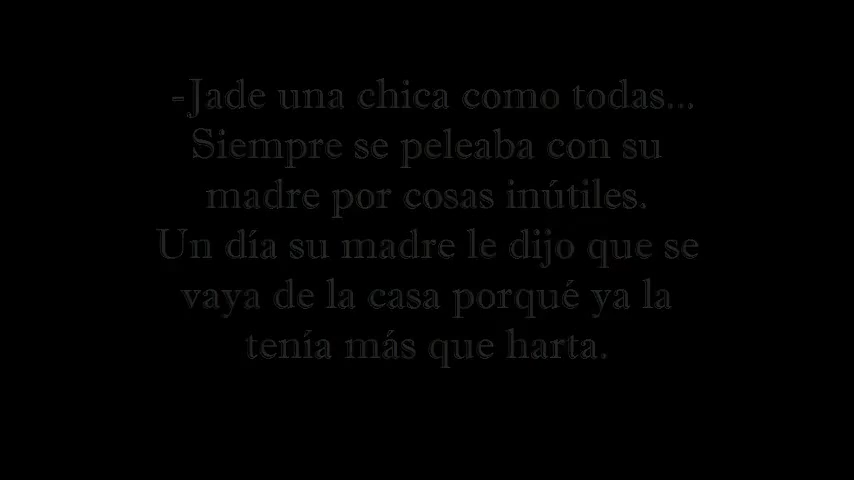 -Jade una chica como todas...
Siempre se peleaba con su
madre por cosas inútiles.
Un día su madre le dijo que se
vaya de la casa porqué ya la
tenía más que harta.